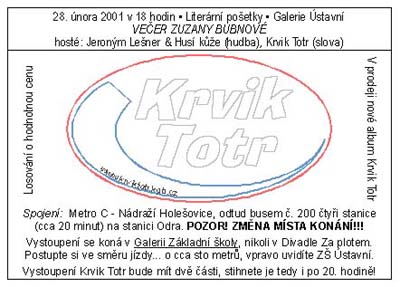 28. února 2001 v 18 hodin • Literární pošetky • Galerie Ústavní
VEČER ZUZANY BUBNOVÉ
hosté: Jeroným Lešner & Husí kůže (hudba), Krvik Totr (slova)
Losování o hodnotnou cenu
Krvik
Totr
V prodeji nové album Krvik Totr
Spojení: Metro C - Nádraží Holešovice, odtud busem č. 200 čtyři stanice
(cca 20 minut) na stanici Odra. POZOR! ZMĚNA MÍSTA KONÁNÍ!!!
Vystoupení se koná v Galerii Základní školy, nikoli v Divadle Za plotem.
Postupte si ve směru jízdy... o cca sto metrů, vpravo uvidíte ZŠ Ústavní.
Vystoupení Krvik Totr bude mít dvě části, stihnete je tedy i po 20. hodině!